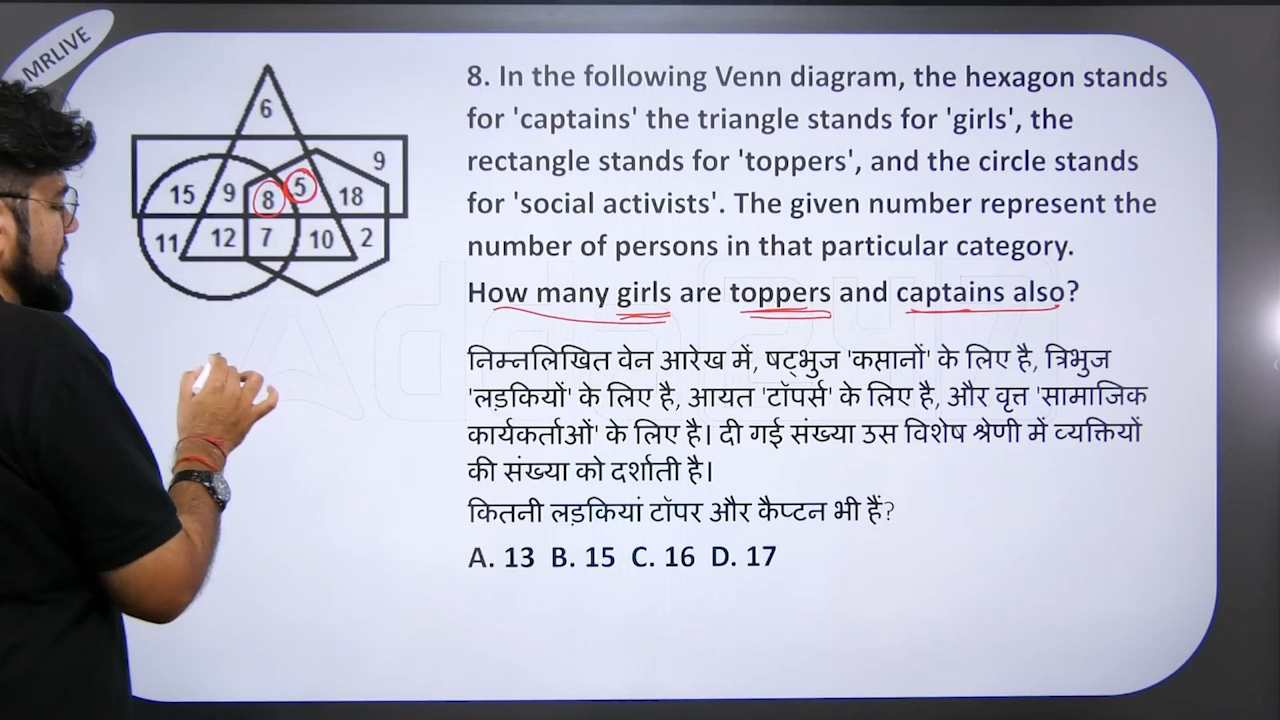 MRLIVE
6
9
15 9 8 5 18
11 12 7 10 2
8. In the following Venn diagram, the hexagon stands
for 'captains' the triangle stands for 'girls', the
rectangle stands for 'toppers', and the circle stands
for 'social activists'. The given number represent the
number of persons in that particular category.
How many girls are toppers and captains also?
निम्नलिखित वेन आरेख में, षट्भुज 'कप्तानों' के लिए है, त्रिभुज
'लड़कियों' के लिए है, आयत 'टॉपर्स' के लिए है, और वृत्त 'सामाजिक
कार्यकर्ताओं' के लिए है। दी गई संख्या उस विशेष श्रेणी में व्यक्तियों
की संख्या को दर्शाती है।
कितनी लड़कियां टॉपर और कैप्टन भी हैं?
A. 13 B. 15 C. 16 D. 17